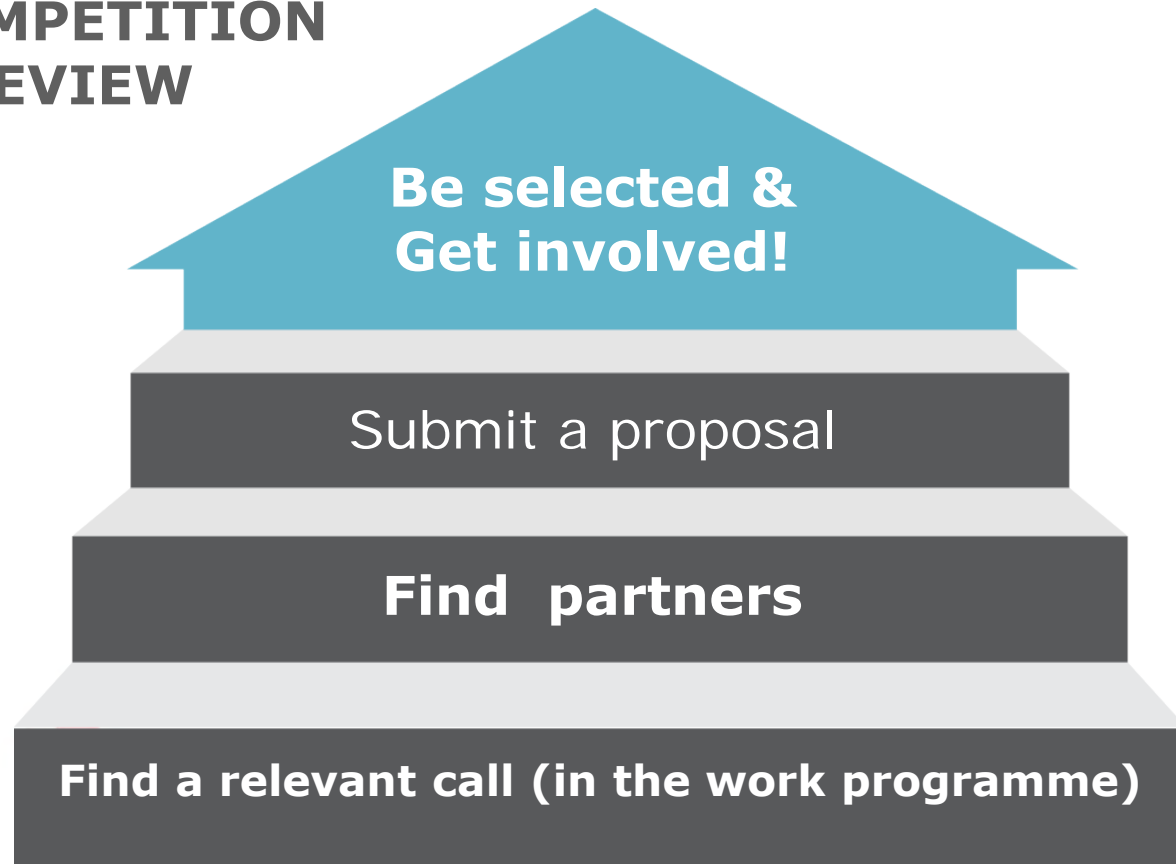 MPETITION
EVIEW
Be selected &
Get involved!
Submit a proposal
Find partners
Find a relevant call (in the work programme)